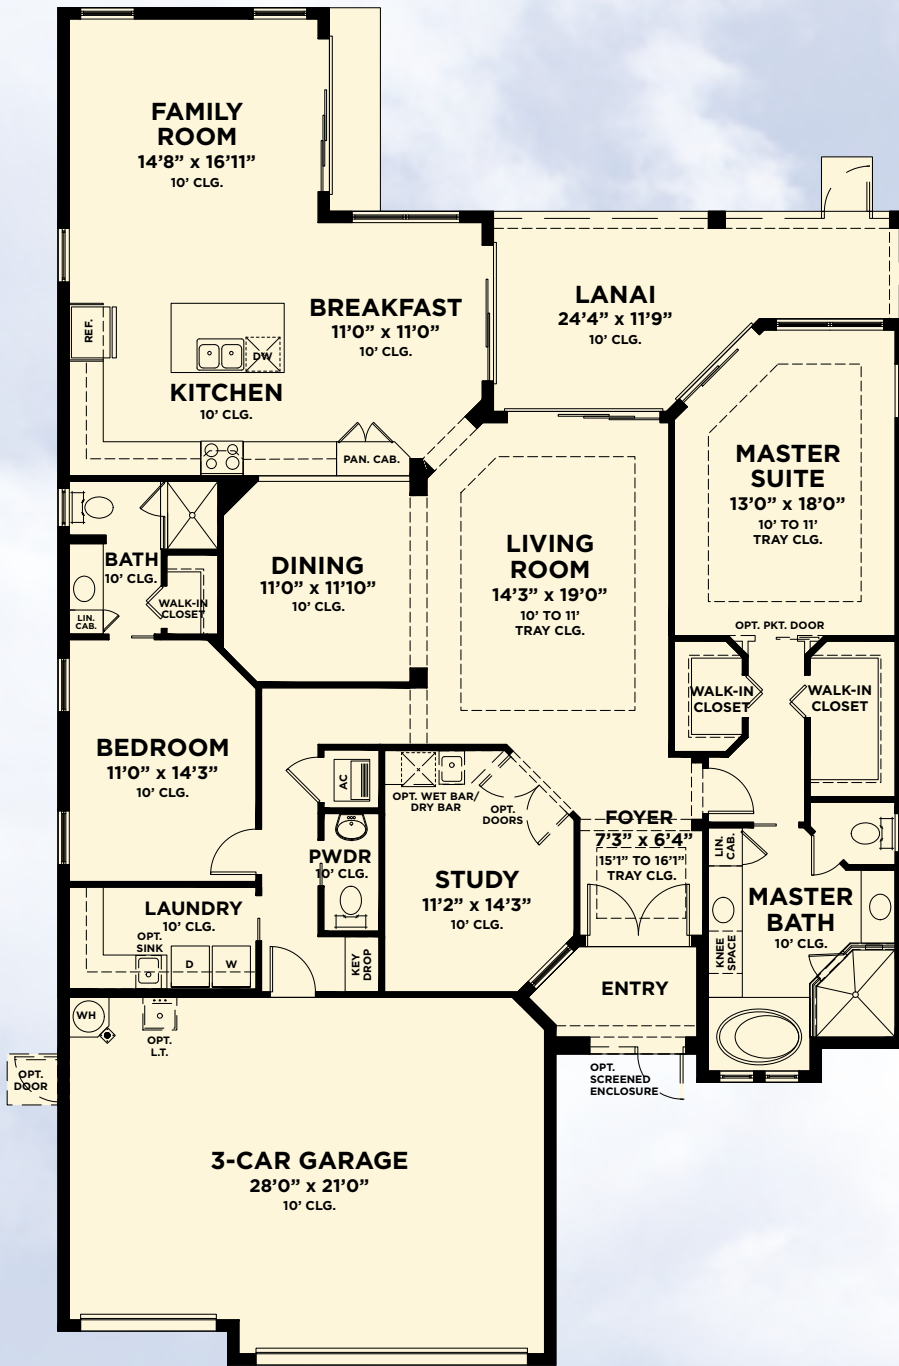 FAMILY
ROOM
14’8” x 16’11”
10’ CLG.
BREAKFAST
11’0” x 11’0”
10’ CLG.
LANAI
24’4” x 11’9”
10’ CLG.
REF.
DW
KITCHEN
10’ CLG.
PAN. CAB.
MASTER
SUITE
13’0” x 18’0”
10’ TO 11’
TRAY CLG.
OPT. PKT. DOOR
LIVING
ROOM
14’3” x 19’0”
10’ TO 11’
TRAY CLG.
DINING
11’0” x 11’10”
10’ CLG.
BATH
10’ CLG.
WALK-IN
CLOSET
LIN.
CAB.
WALK-IN
CLOSET
WALK-IN
CLOSET
BEDROOM
11’0” x 14’3”
10’ CLG.
AC
OPT. WET BAR/
DRY BAR
OPT.
DOORS
FOYER
7’3” x 6’4”
15’1” TO 16’1”
TRAY CLG.
PWDR
10’ CLG.
STUDY
11’2” x 14’3”
10’ CLG.
LIN.
CAB.
MASTER
BATH
10’ CLG.
KNEE
SPACE
LAUNDRY
10’ CLG.
OPT.
SINK
D
W
KEY
DROP
ENTRY
WH
OPT.
L.T.
OPT.
DOOR
OPT.
SCREENED
ENCLOSURE
3-CAR GARAGE
28’0” x 21’0”
10’ CLG.